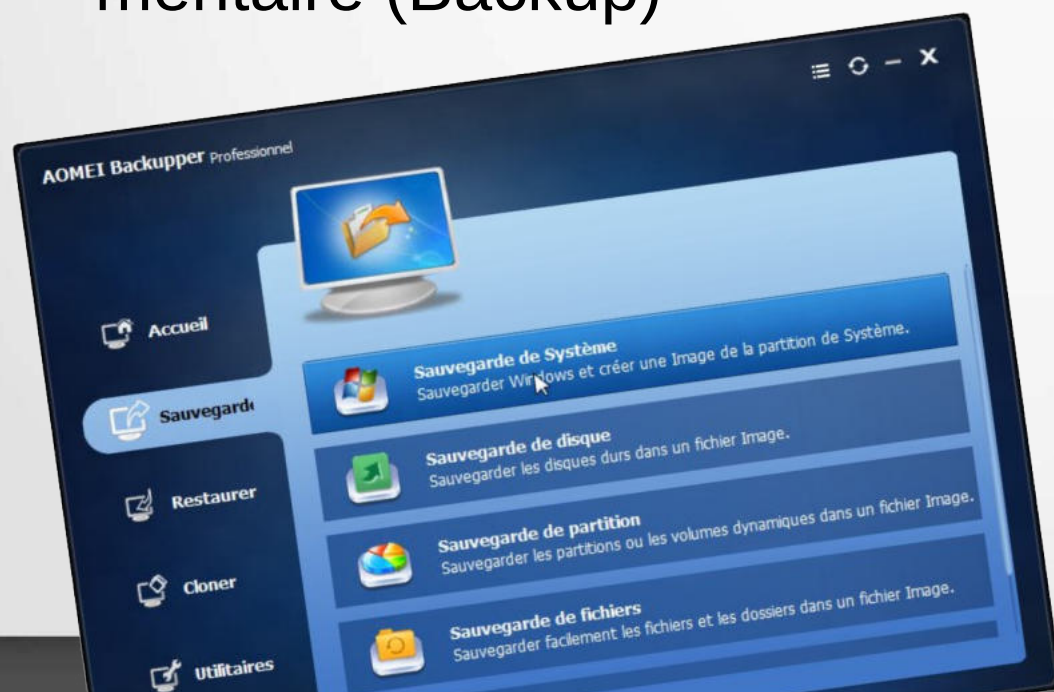 mentaire (Backup)
AOMEI Backupper Professionnel
Accueil
Sauvegarde
Restaurer
Cloner
Utilitaires
Sauvegarde de Système
Sauvegarder Windows et créer une Image de la partition de Système.
Sauvegarde de disque
Sauvegarder les disques durs dans un fichier Image.
Sauvegarde de partition
Sauvegarder les partitions ou les volumes dynamiques dans un fichier Image.
Sauvegarde de fichiers
Sauvegarder facilement les fichiers et les dossiers dans un fichier Image.